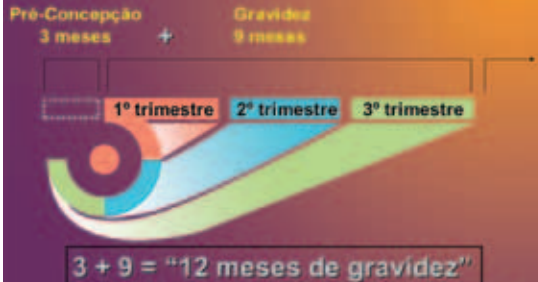 Pré-Concepção Gravidez
3 meses + 9 meses
1º trimestre 2º trimestre 3º trimestre
3 + 9 = “12 meses de gravidez”